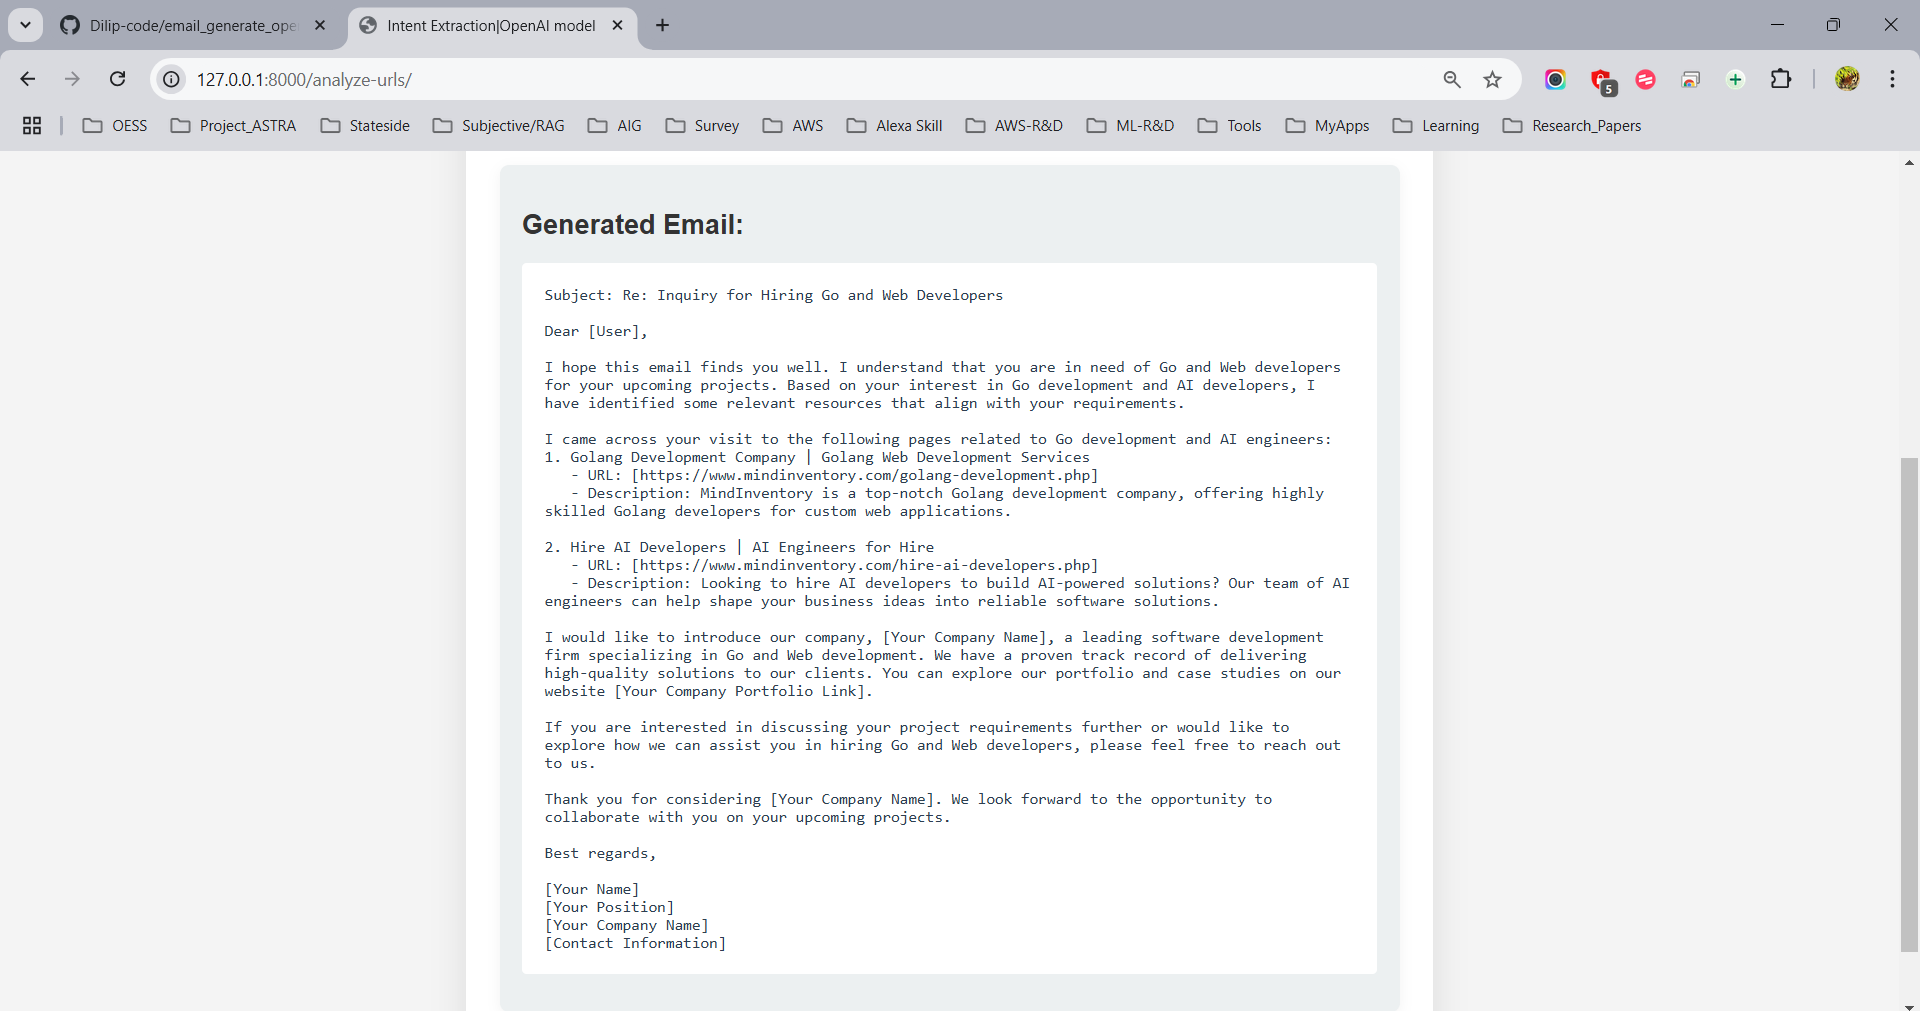 Dilip-code/email_generate_ope
Intent Extraction|OpenAI model
127.0.0.1:8000/analyze-urls/
5
OESS
Project_ASTRA
Stateside
Subjective/RAG
AIG
Survey
AWS
Alexa Skill
AWS-R&D
ML-R&D
Tools
MyApps
Learning
Research_Papers
Generated Email:
Subject: Re: Inquiry for Hiring Go and Web Developers
Dear [User],
I hope this email finds you well. I understand that you are in need of Go and Web developers
for your upcoming projects. Based on your interest in Go development and AI developers, I
have identified some relevant resources that align with your requirements.
I came across your visit to the following pages related to Go development and AI engineers:
1. Golang Development Company | Golang Web Development Services
- URL: [https://www.mindinventory.com/golang-development.php]
- Description: MindInventory is a top-notch Golang development company, offering highly
skilled Golang developers for custom web applications.
2. Hire AI Developers | AI Engineers for Hire
- URL: [https://www.mindinventory.com/hire-ai-developers.php]
- Description: Looking to hire AI developers to build AI-powered solutions? Our team of AI
engineers can help shape your business ideas into reliable software solutions.
I would like to introduce our company, [Your Company Name], a leading software development
firm specializing in Go and Web development. We have a proven track record of delivering
high-quality solutions to our clients. You can explore our portfolio and case studies on our
website [Your Company Portfolio Link].
If you are interested in discussing your project requirements further or would like to
explore how we can assist you in hiring Go and Web developers, please feel free to reach out
to us.
Thank you for considering [Your Company Name]. We look forward to the opportunity to
collaborate with you on your upcoming projects.
Best regards,
[Your Name]
[Your Position]
[Your Company Name]
[Contact Information]